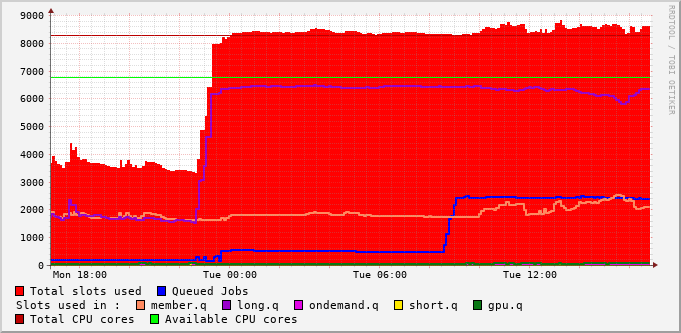 9000
8000
7000
6000
5000
4000
3000
2000
1000
0
Mon 18:00 Tue 00:00 Tue 06:00 Tue 12:00
RRDTOOL / TOBI OETIKER
Total slots used Queued Jobs
Slots used in : member.q long.q ondemand.q short.q gpu.q
Total CPU cores Available CPU cores